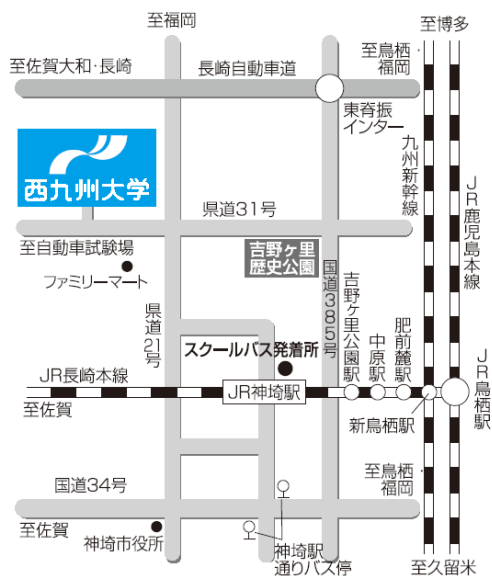 至福岡
至博多
至佐賀大和・長崎
長崎自動車道
至鳥栖
福岡
東脊振
インター
西九州大学
九州新幹線
JR鹿児島本線
県道31号
至自動車試験場
ファミリーマート
吉野ヶ里
歴史公園
国道385号
県道21号
吉野ヶ里公園駅
中原駅
肥前麓駅
スクールバス発着所
JR長崎本線
JR神埼駅
至佐賀
新鳥栖駅
JR鳥栖駅
国道34号
至鳥栖
福岡
至佐賀
神埼市役所
神埼駅
通りバス停
至久留米